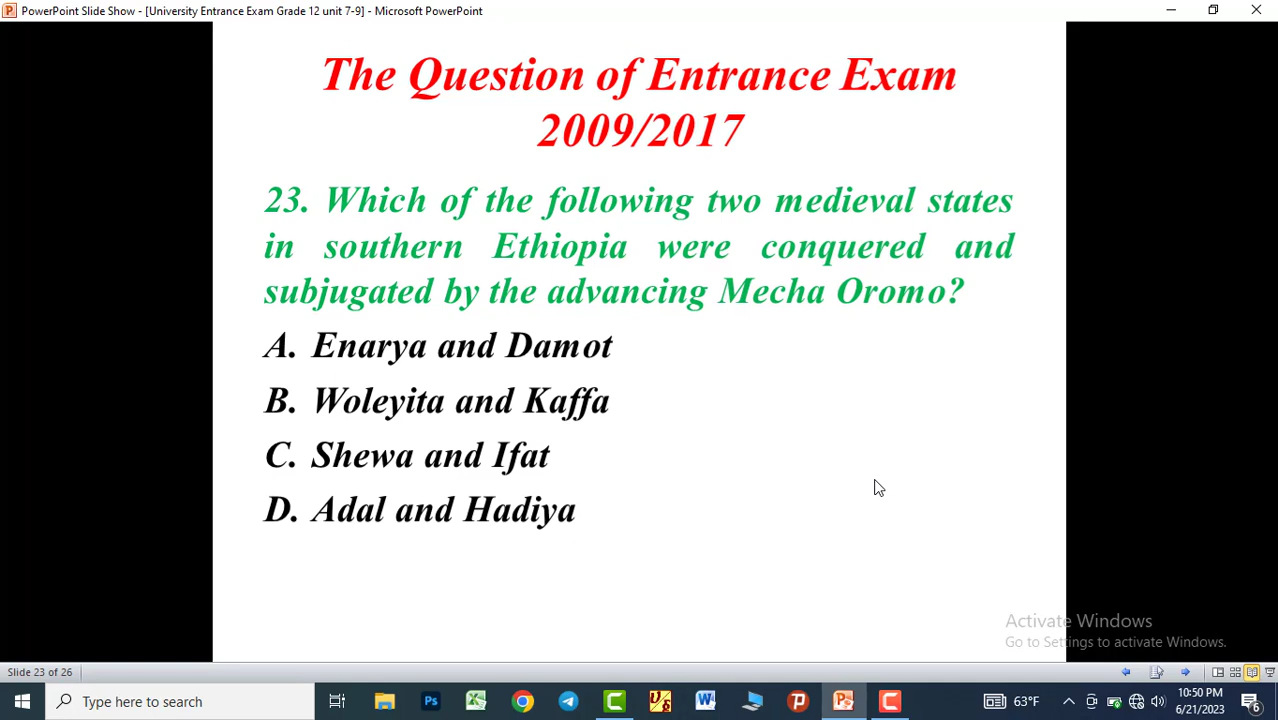 PowerPoint Slide Show - [University Entrance Exam Grade 12 unit 7-9] - Microsoft PowerPoint
The Question of Entrance Exam
2009/2017
23. Which of the following two medieval states
in southern Ethiopia were conquered and
subjugated by the advancing Mecha Oromo?
A. Enarya and Damot
B. Woleyita and Kaffa
C. Shewa and Ifat
D. Adal and Hadiya
Activate Windows
Go to Settings to activate Windows.
Slide 23 of 26
Type here to search
63°F
10:50 PM
6/21/2023
6